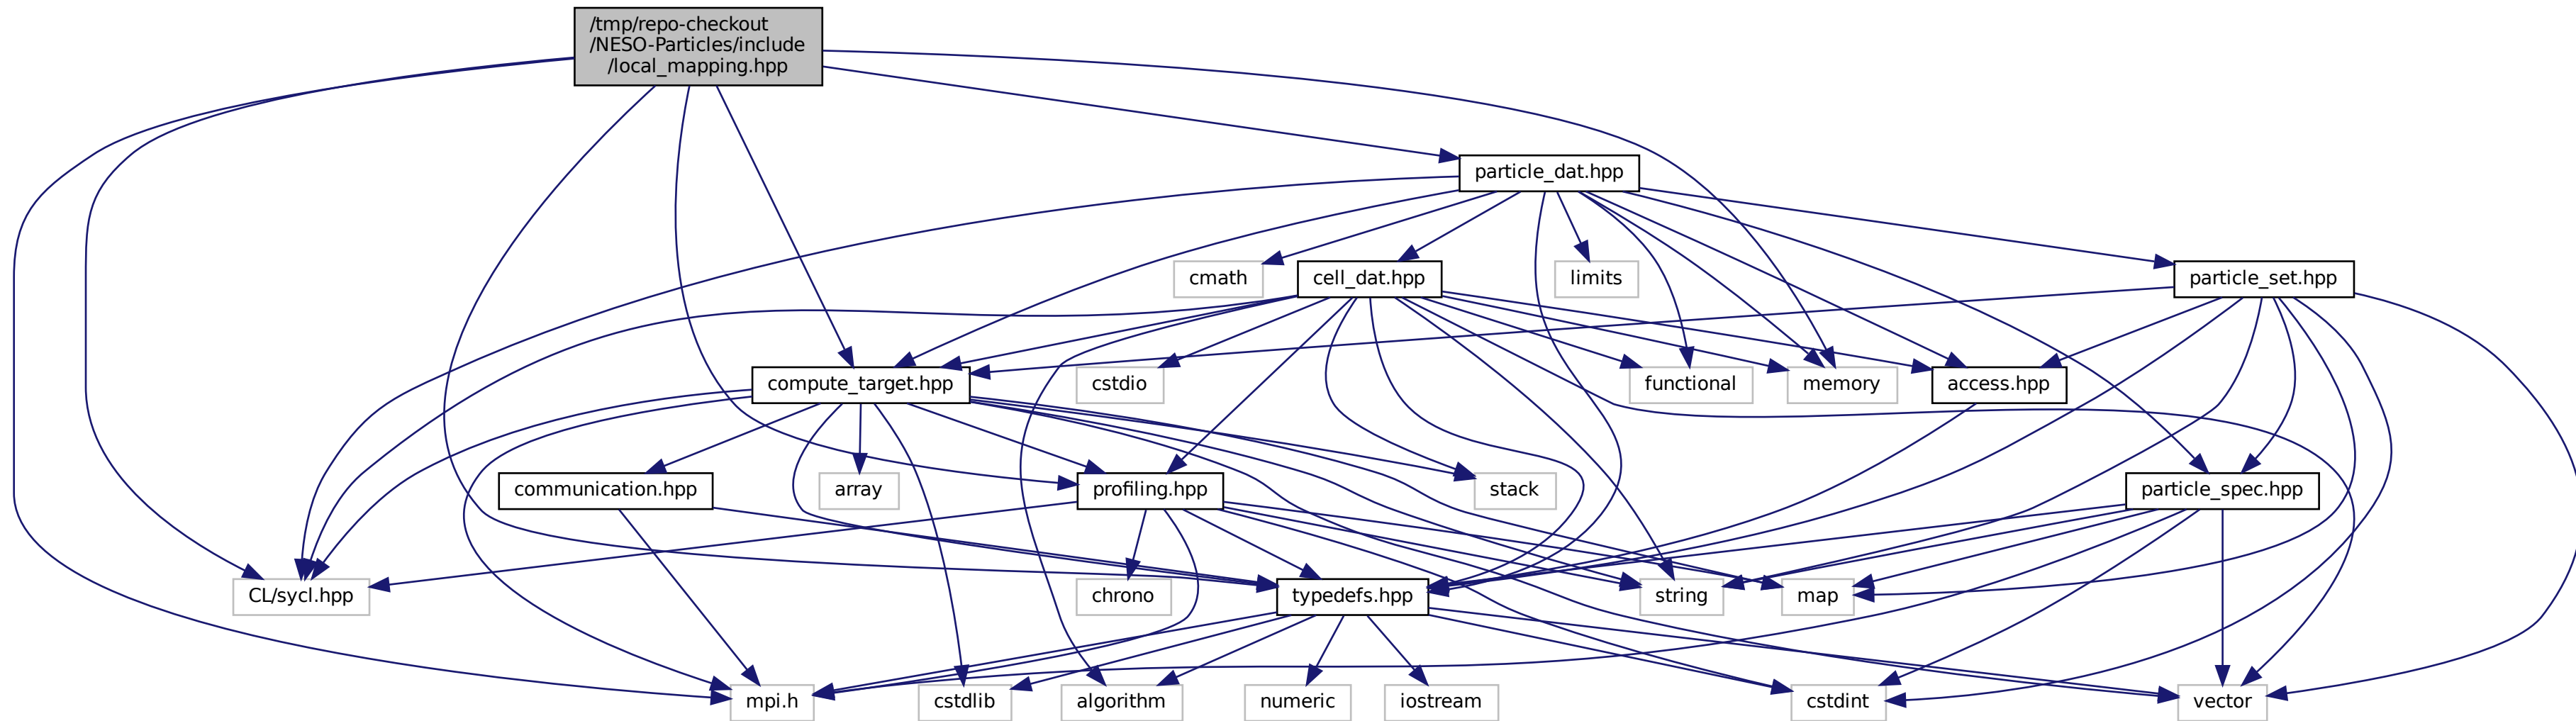 /tmp/repo-checkout
/NESO-Particles/include
/local_mapping.hpp
particle_dat.hpp
cmath
cell_dat.hpp
limits
particle_set.hpp
compute_target.hpp
cstdio
functional
memory
access.hpp
communication.hpp
array
profiling.hpp
stack
particle_spec.hpp
CL/sycl.hpp
chrono
typedefs.hpp
string
map
mpi.h
cstdlib
algorithm
numeric
iostream
cstdint
vector